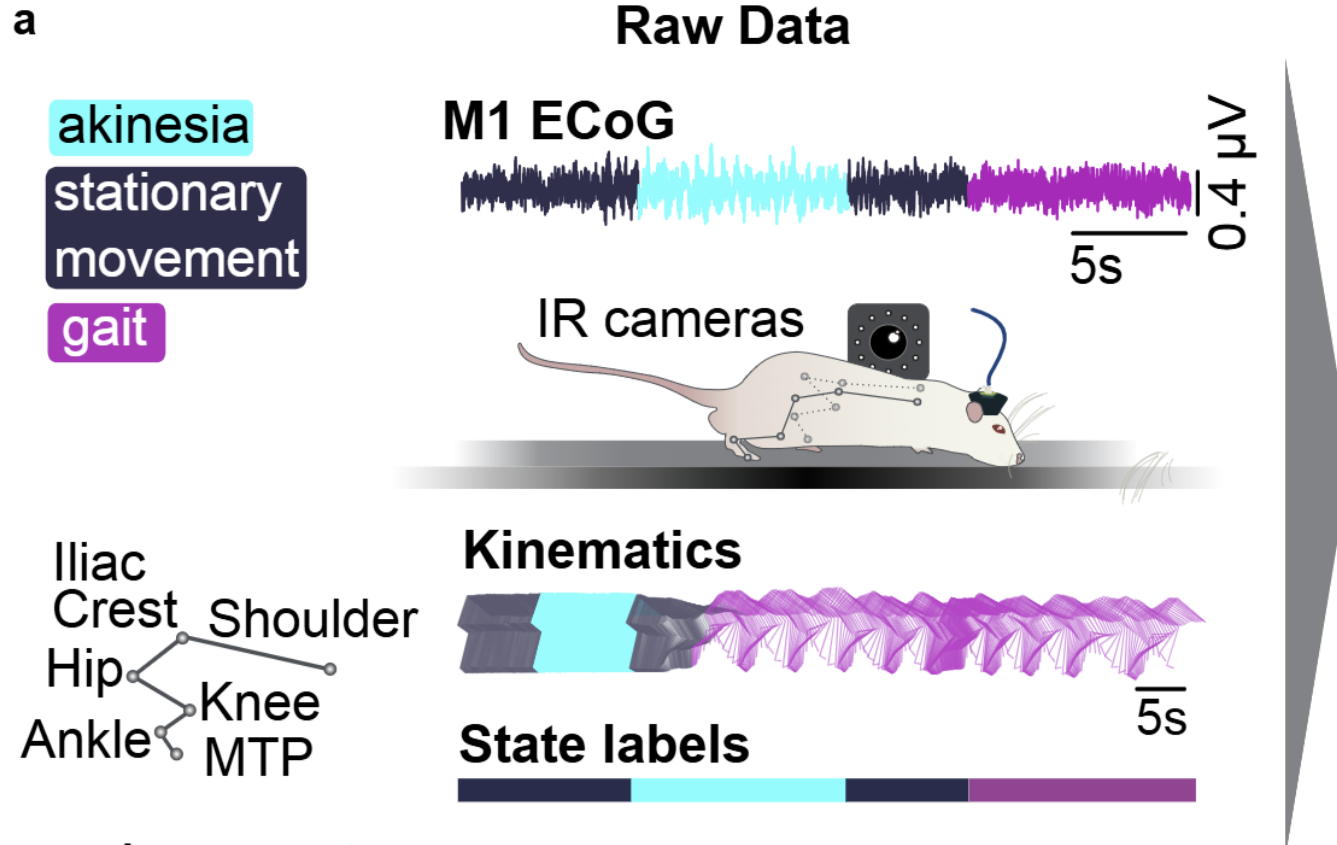 a
Raw Data
akinesia
stationary
movement
gait
M1 ECoG
0.4 µV
5s
IR cameras
Iliac
Crest
Shoulder
Hip
Knee
Ankle
MTP
Kinematics
5s
State labels